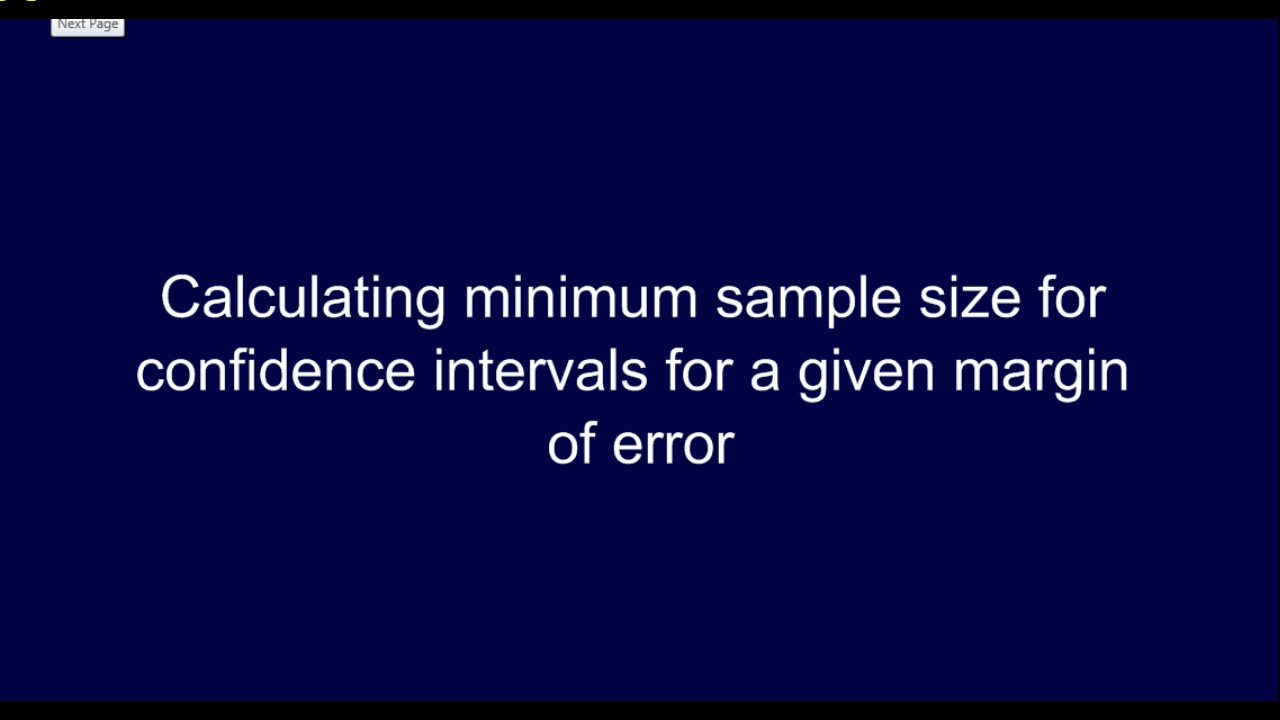 Next Page
Calculating minimum sample size for
confidence intervals for a given margin
of error